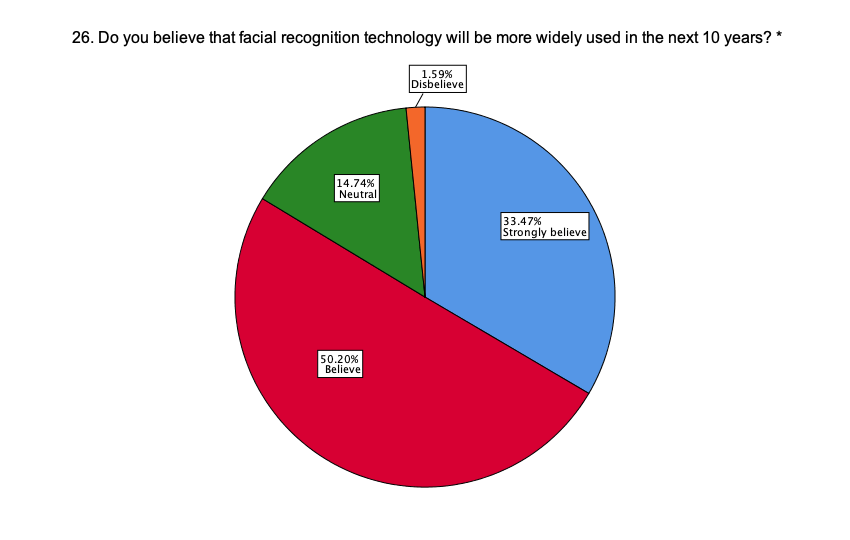 26. Do you believe that facial recognition technology will be more widely used in the next 10 years? *
1.59%
Disbelieve
14.74%
Neutral
33.47%
Strongly believe
50.20%
Believe